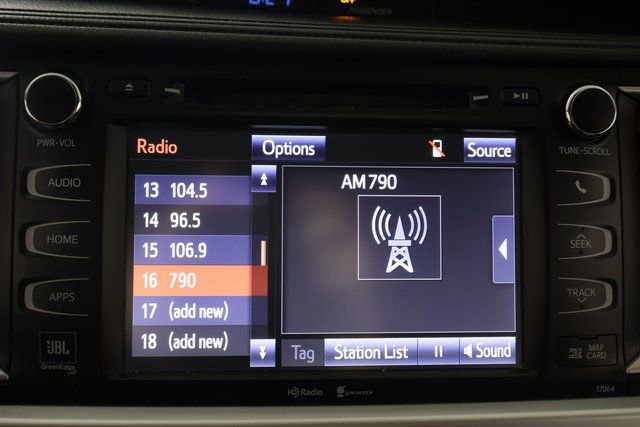 PASSENGER
PWR•VOL
AUDIO
HOME
APPS
JBL
GreenEdge
Radio
Options
Source
13 104.5
14 96.5
15 106.9
16 790
17 (add new)
18 (add new)
AM 790
Tag
Station List
Sound
HD Radio
gracenote
TUNE•SCROLL
SEEK
TRACK
MAP
CARD
57064